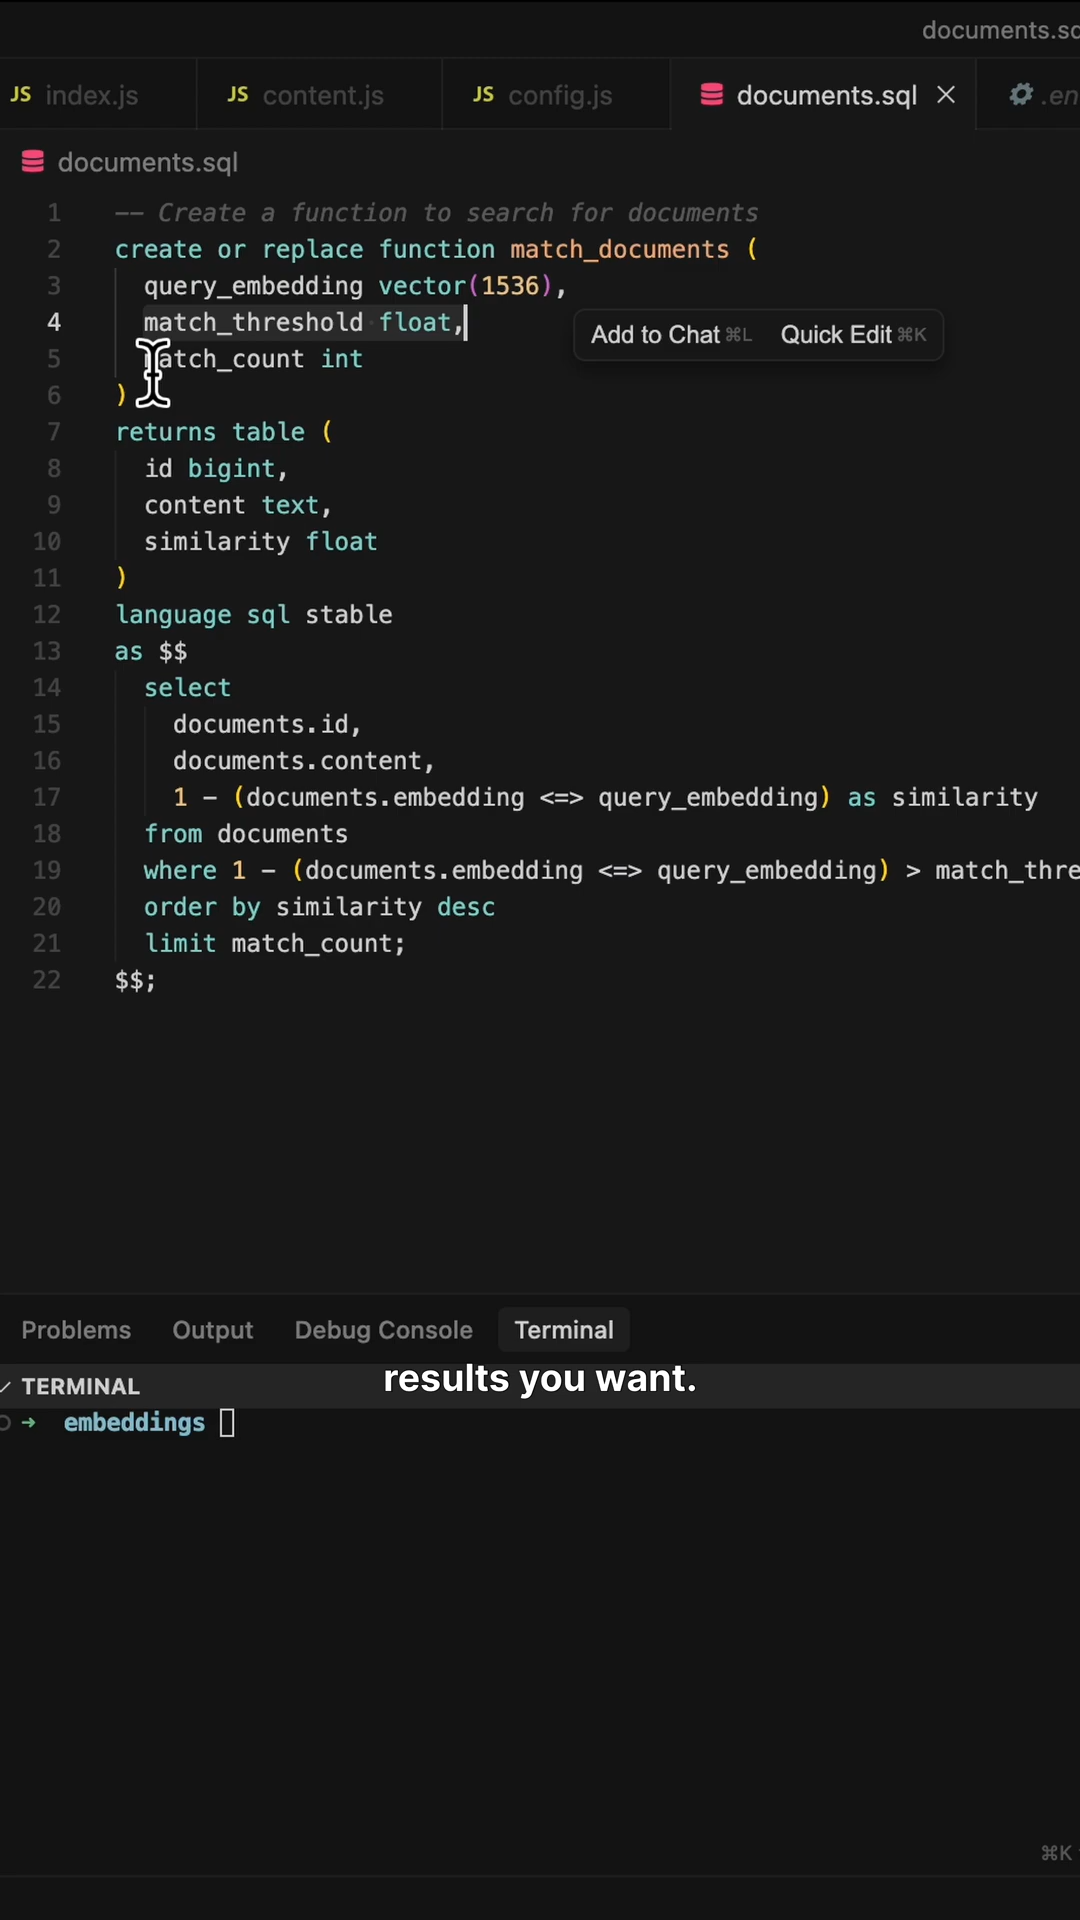 documents.sq
JS index.js JS content.js JS config.js documents.sql .en
documents.sql
1 -- Create a function to search for documents
2 create or replace function match_documents (
3 query_embedding vector(1536),
4 match_threshold float,
Add to Chat ⌘L Quick Edit ⌘K
5 match_count int
6 )
7 returns table (
8 id bigint,
9 content text,
10 similarity float
11 )
12 language sql stable
13 as $$
14 select
15 documents.id,
16 documents.content,
17 1 - (documents.embedding <=> query_embedding) as similarity
18 from documents
19 where 1 - (documents.embedding <=> query_embedding) > match_thre
20 order by similarity desc
21 limit match_count;
22 $$;
Problems Output Debug Console Terminal
results you want.
TERMINAL
→ embeddings
⌘K